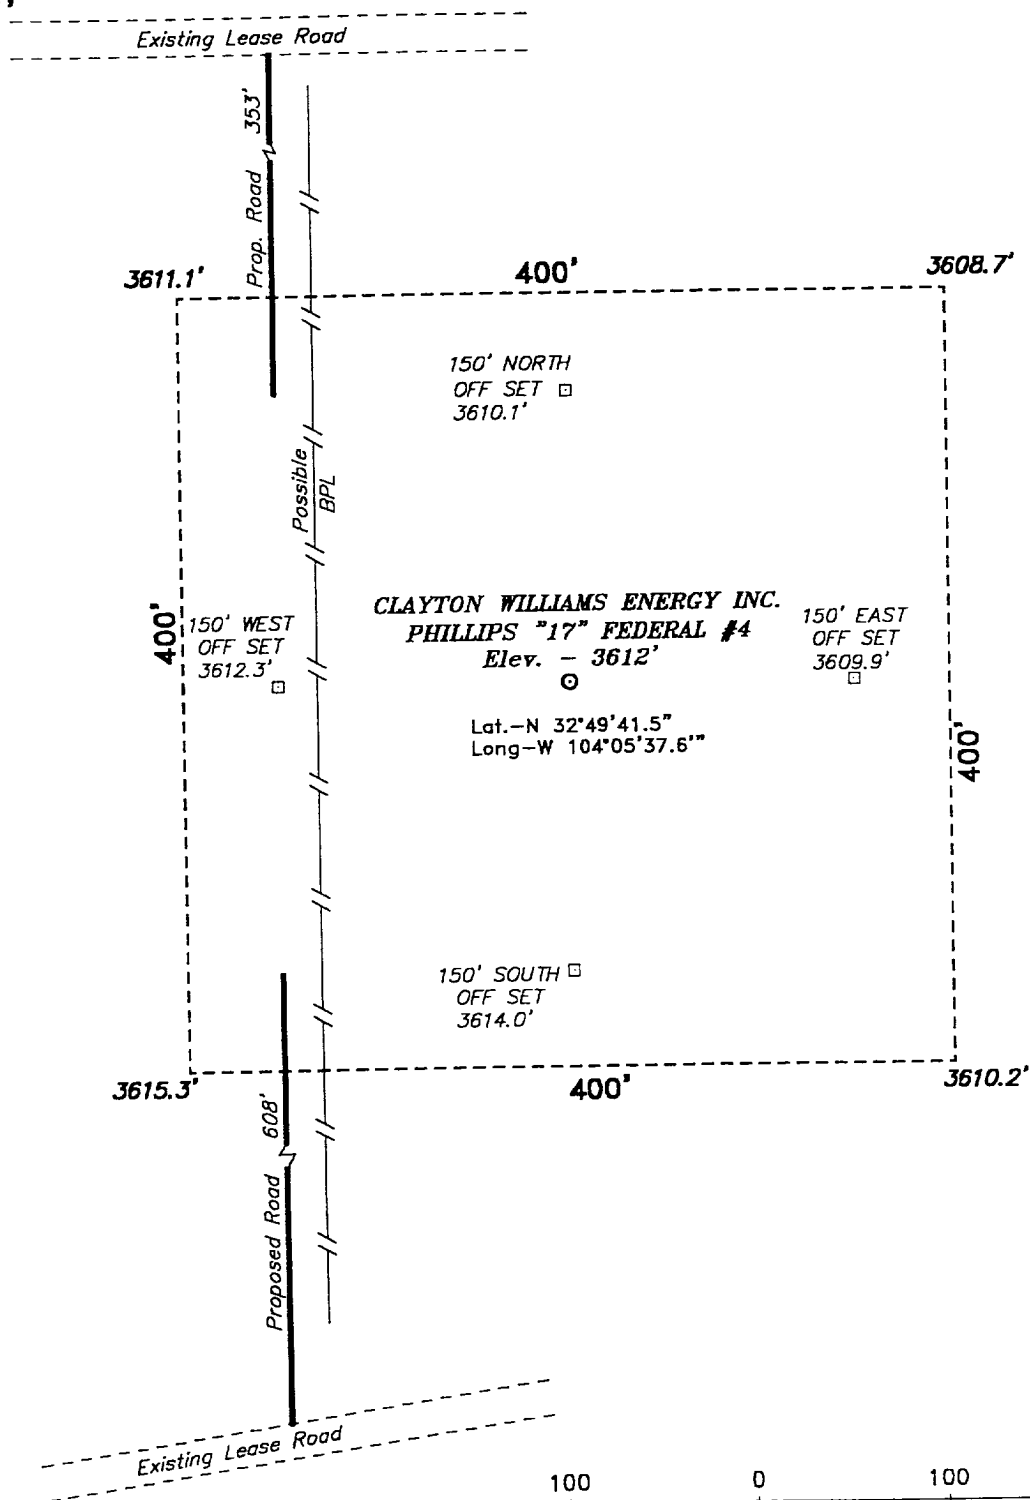 Existing Lease Road
353'
Prop. Road
3611.1'
400'
3608.7'
150' NORTH
OFF SET
3610.1'
Possible
BPL
400'
150' WEST
OFF SET
3612.3'
CLAYTON WILLIAMS ENERGY INC.
PHILLIPS "17" FEDERAL #4
Elev. - 3612'
150' EAST
OFF SET
3609.9'
Lat.-N 32°49'41.5"
Long-W 104°05'37.6'"
400'
150' SOUTH
OFF SET
3614.0'
3615.3'
400'
3610.2'
608'
Proposed Road
Existing Lease Road
100 0 100